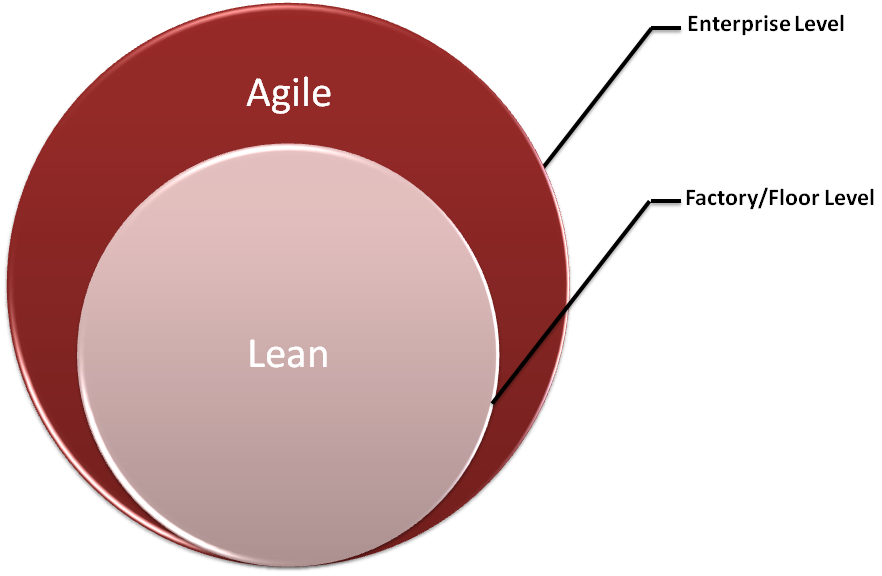 Enterprise Level
Agile
Factory/Floor Level
Lean